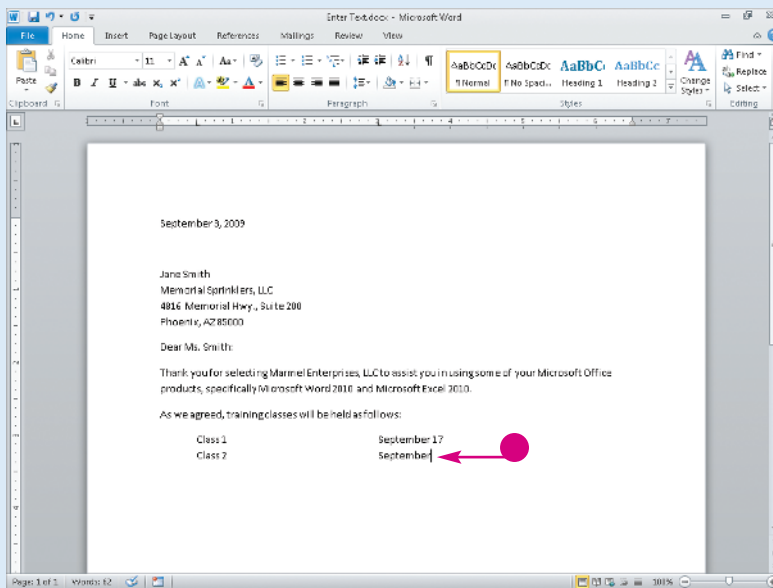 Enter Text.docx - Microsoft Word
File Home Insert Page Layout References Mailings Review View
Calibri 11 Aa
Paste
B I U abc X₂ X² A
AaBbCcDc AaBbCcDc AaBbC AaBbCc
¶ Normal ¶ No Spaci... Heading 1 Heading 2
Change Styles
Find
Replace
Select
Clipboard Font Paragraph Styles Editing
September 3, 2009
Jane Smith
Memorial Sprinklers, LLC
4816 Memorial Hwy., Suite 200
Phoenix, AZ 85000
Dear Ms. Smith:
Thank you for selecting Marmel Enterprises, LLC to assist you in using some of your Microsoft Office
products, specifically Microsoft Word 2010 and Microsoft Excel 2010.
As we agreed, training classes will be held as follows:
Class 1 September 17
Class 2 September
Page: 1 of 1 Words: 62 100%